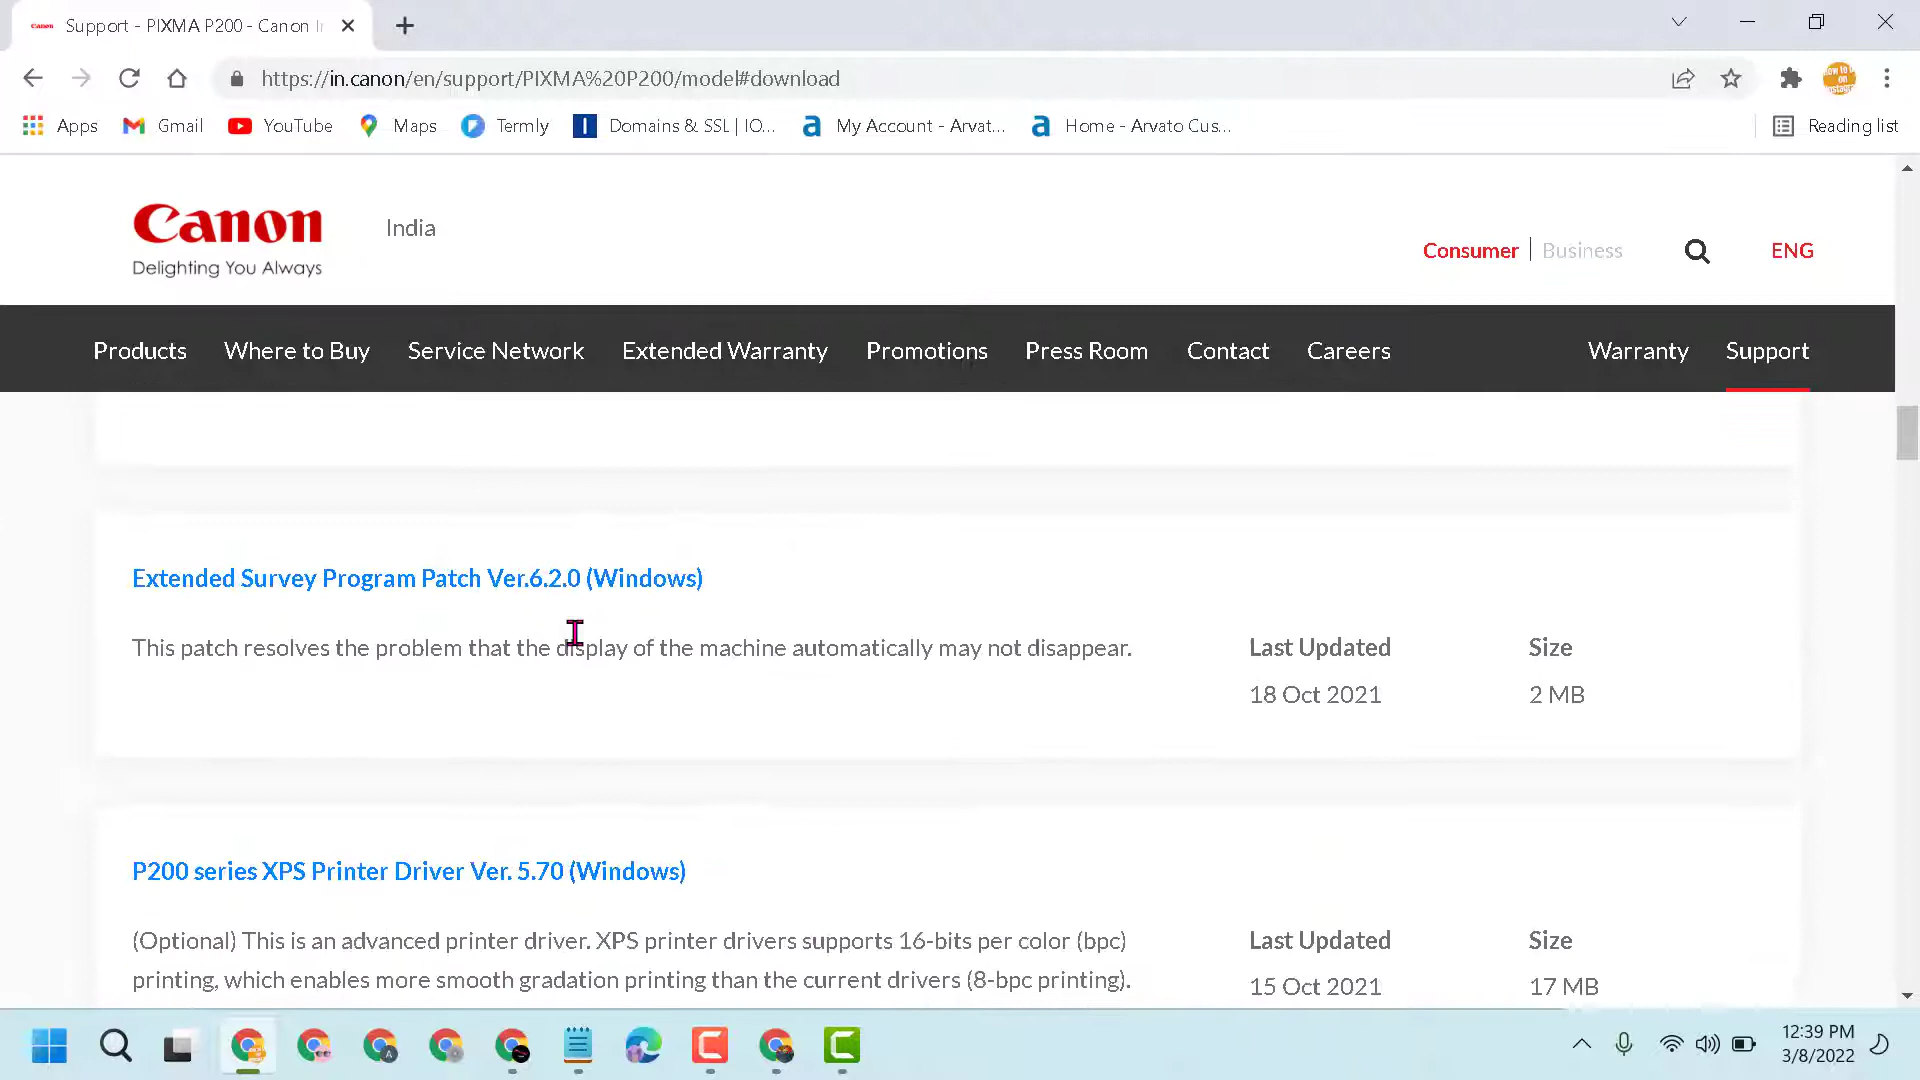 Canon
Support - PIXMA P200 - Canon I
https://in.canon/en/support/PIXMA%20P200/model#download
Apps
Gmail
YouTube
Maps
Termly
Domains & SSL | IO...
My Account - Arvat...
Home - Arvato Cus...
Reading list
Canon
Delighting You Always
India
Consumer
Business
ENG
Products
Where to Buy
Service Network
Extended Warranty
Promotions
Press Room
Contact
Careers
Warranty
Support
Extended Survey Program Patch Ver.6.2.0 (Windows)
This patch resolves the problem that the display of the machine automatically may not disappear.
Last Updated
18 Oct 2021
Size
2 MB
P200 series XPS Printer Driver Ver. 5.70 (Windows)
(Optional) This is an advanced printer driver. XPS printer drivers supports 16-bits per color (bpc)
printing, which enables more smooth gradation printing than the current drivers (8-bpc printing).
Last Updated
15 Oct 2021
Size
17 MB
12:39 PM
3/8/2022